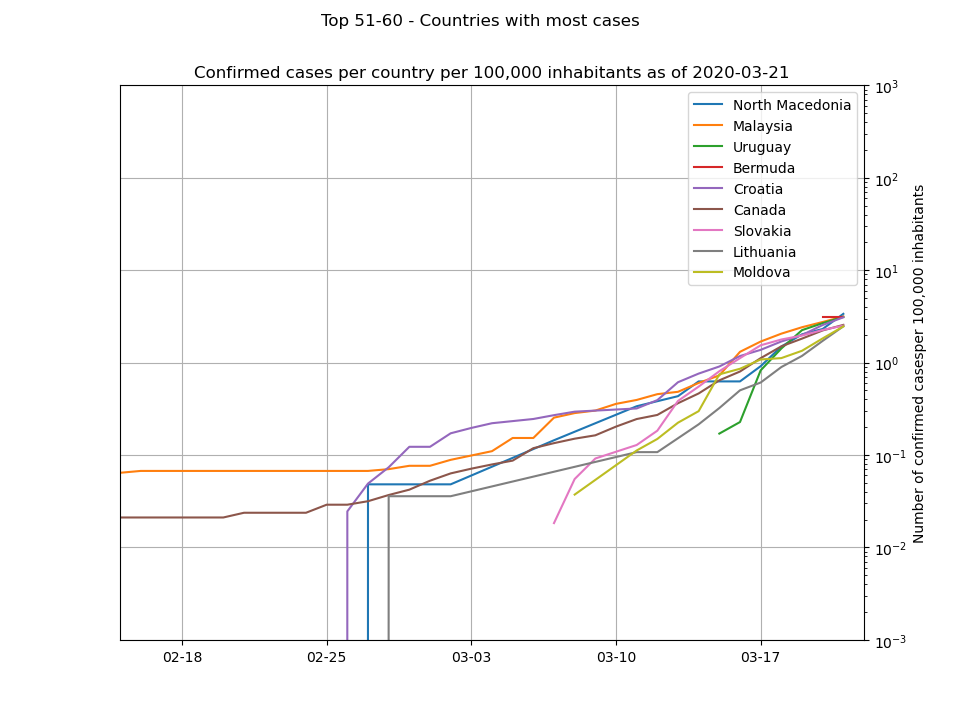 Top 51-60 - Countries with most cases
Confirmed cases per country per 100,000 inhabitants as of 2020-03-21
North Macedonia
Malaysia
Uruguay
Bermuda
Croatia
Canada
Slovakia
Lithuania
Moldova
10³
10²
10¹
10⁰
10⁻¹
10⁻²
10⁻³
Number of confirmed casesper 100,000 inhabitants
02-18 02-25 03-03 03-10 03-17